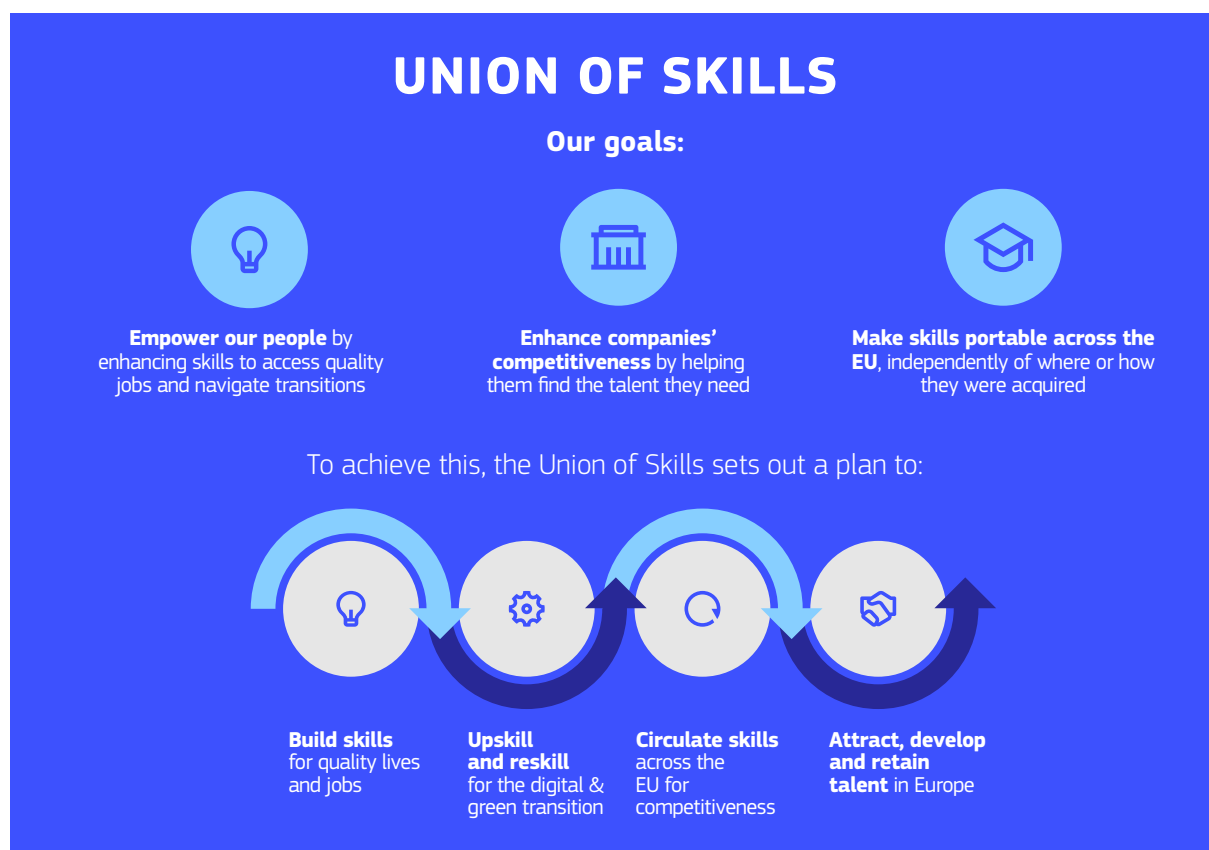 UNION OF SKILLS
Our goals:
Empower our people by
enhancing skills to access quality
jobs and navigate transitions
Enhance companies’
competitiveness by helping
them find the talent they need
Make skills portable across the
EU, independently of where or how
they were acquired
To achieve this, the Union of Skills sets out a plan to:
Build skills
for quality lives
and jobs
Upskill
and reskill
for the digital &
green transition
Circulate skills
across the
EU for
competitiveness
Attract, develop
and retain
talent in Europe